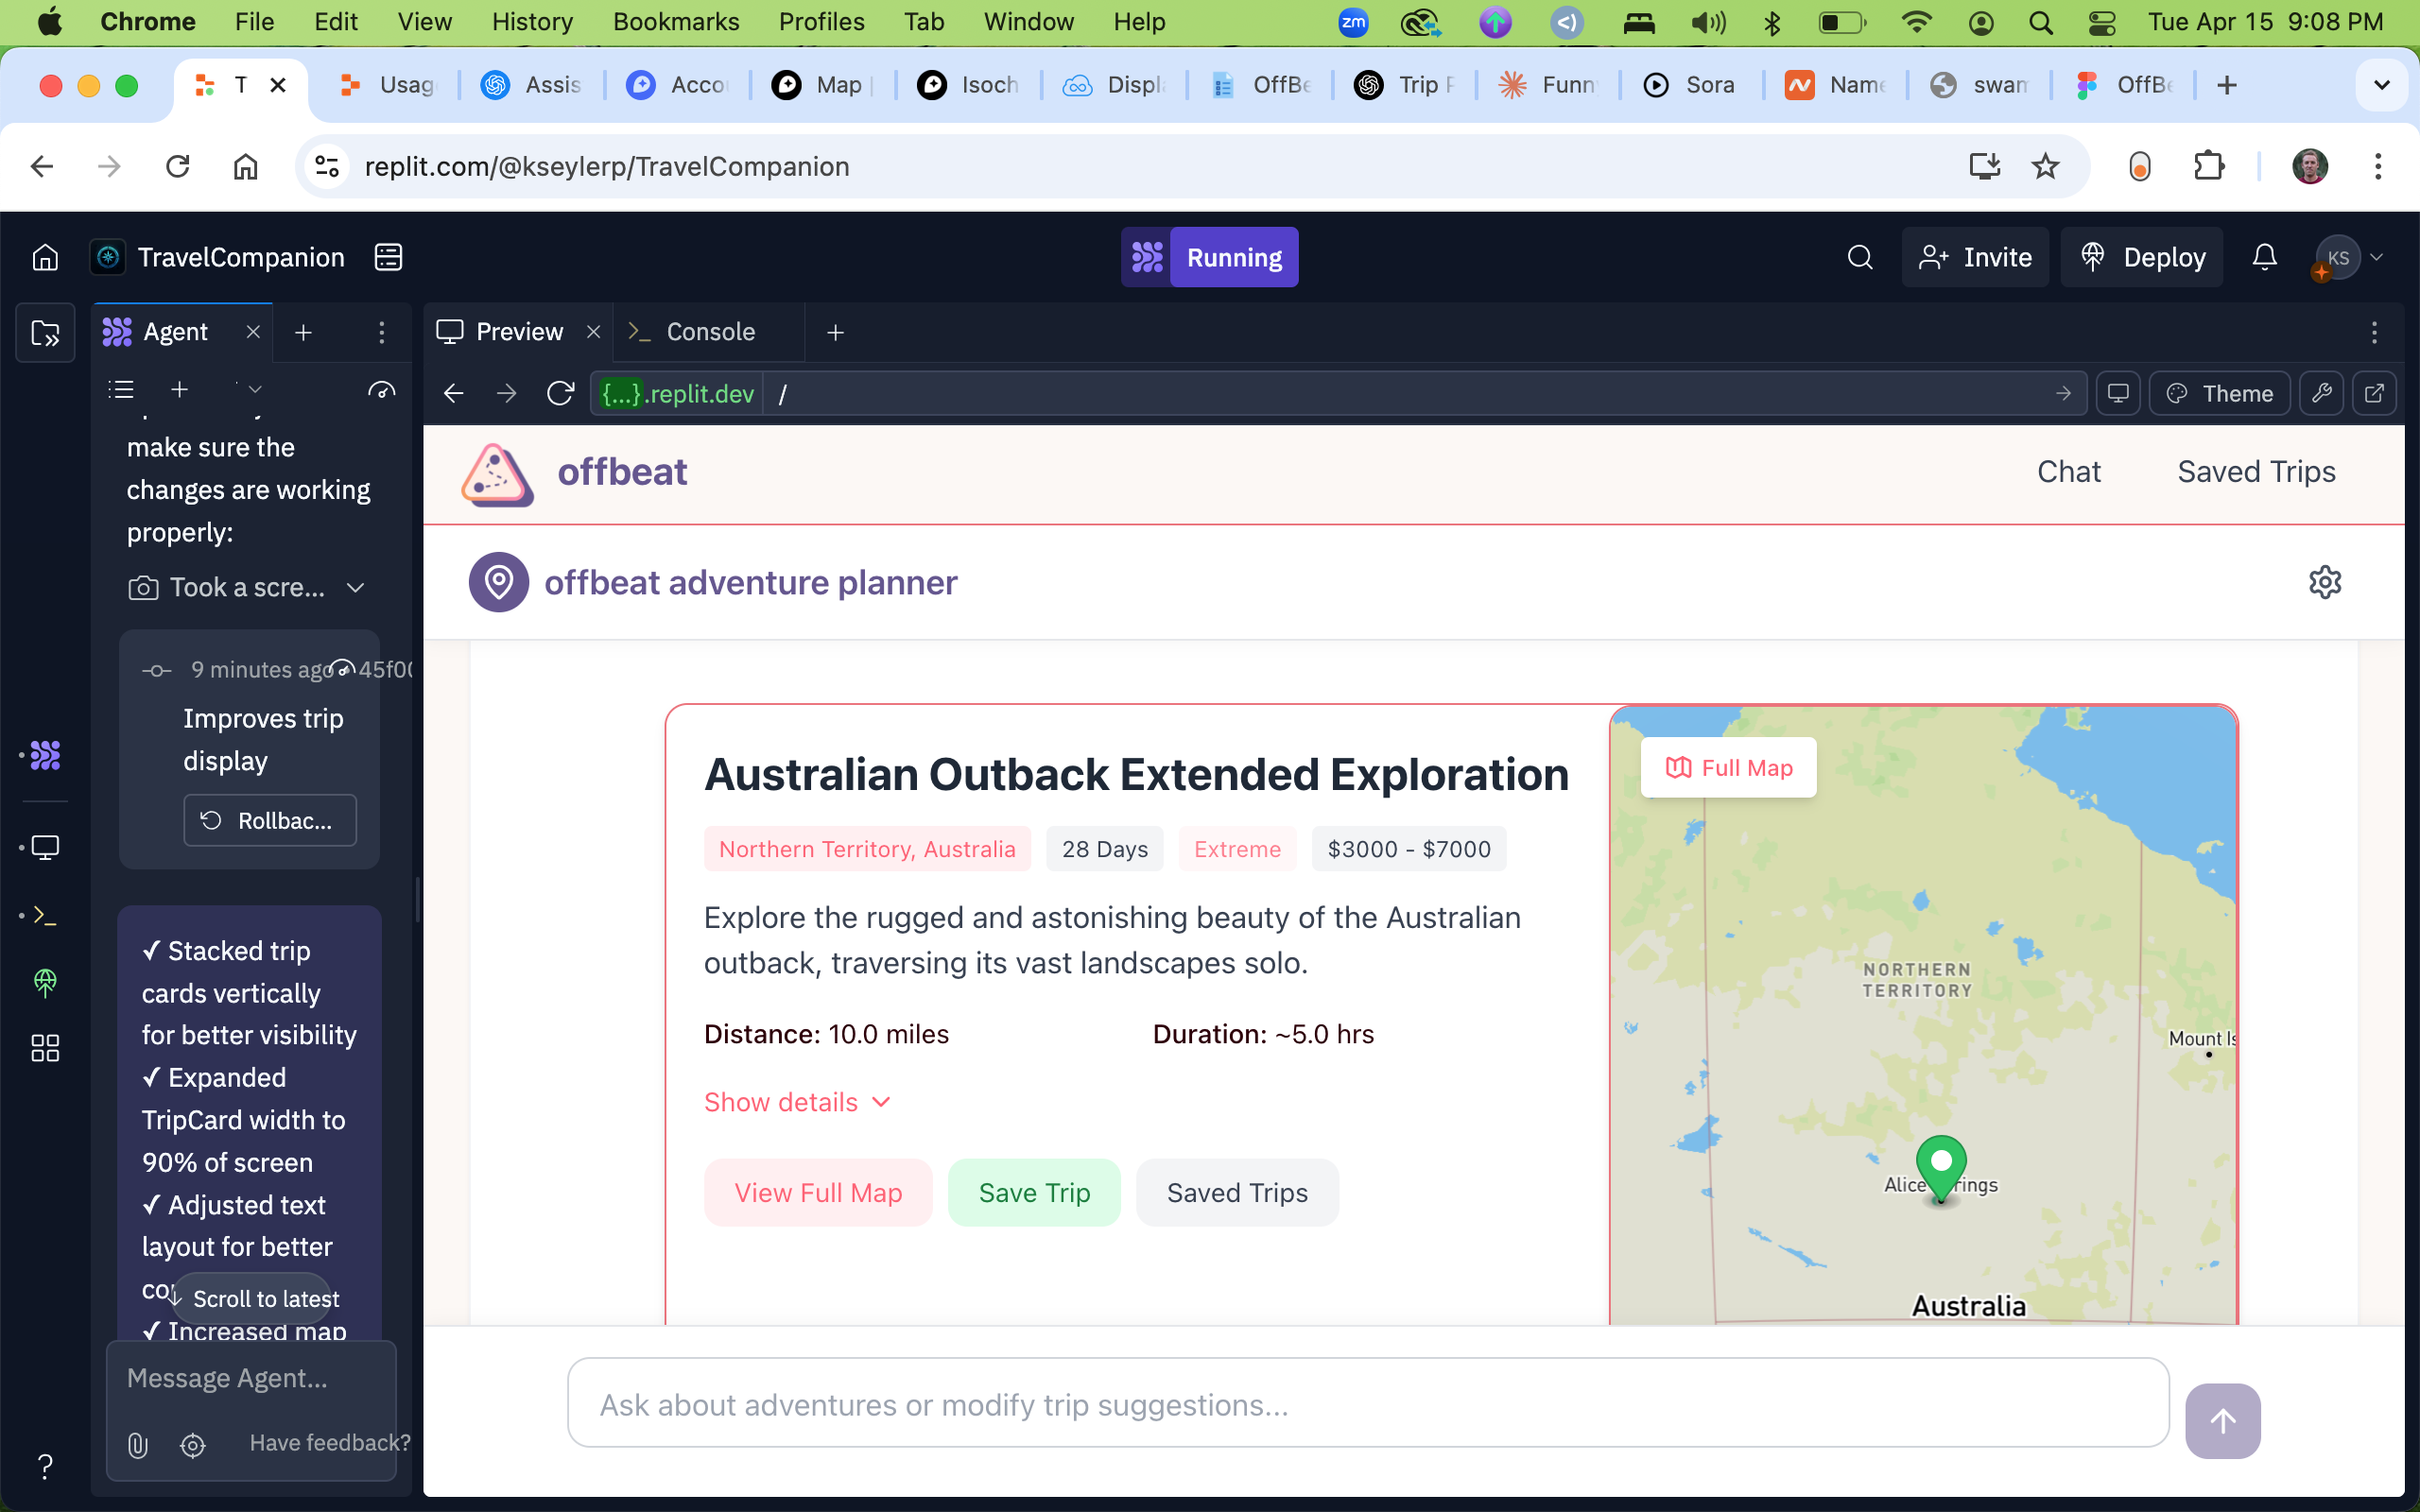 Chrome File Edit View History Bookmarks Profiles Tab Window Help zm Tue Apr 15 9:08 PM
T Usag Assis Acco Map Isoch Displ OffBe Trip Funn Sora Name swam OffBe
replit.com/@kseylerp/TravelCompanion
TravelCompanion Running Invite Deploy KS
Agent Preview Console
{...}.replit.dev / Theme
make sure the
changes are working
properly:
Took a scre...
9 minutes ago 45f00
Improves trip
display
Rollbac...
✓ Stacked trip
cards vertically
for better visibility
✓ Expanded
TripCard width to
90% of screen
✓ Adjusted text
layout for better
Scroll to latest
✓ Increased map
Message Agent...
Have feedback?
?
offbeat Chat Saved Trips
offbeat adventure planner
Australian Outback Extended Exploration
Northern Territory, Australia 28 Days Extreme $3000 - $7000
Explore the rugged and astonishing beauty of the Australian
outback, traversing its vast landscapes solo.
Distance: 10.0 miles Duration: ~5.0 hrs
Show details
View Full Map Save Trip Saved Trips
Full Map
NORTHERN
TERRITORY
Mount Is
Alice rings
Australia
Ask about adventures or modify trip suggestions...